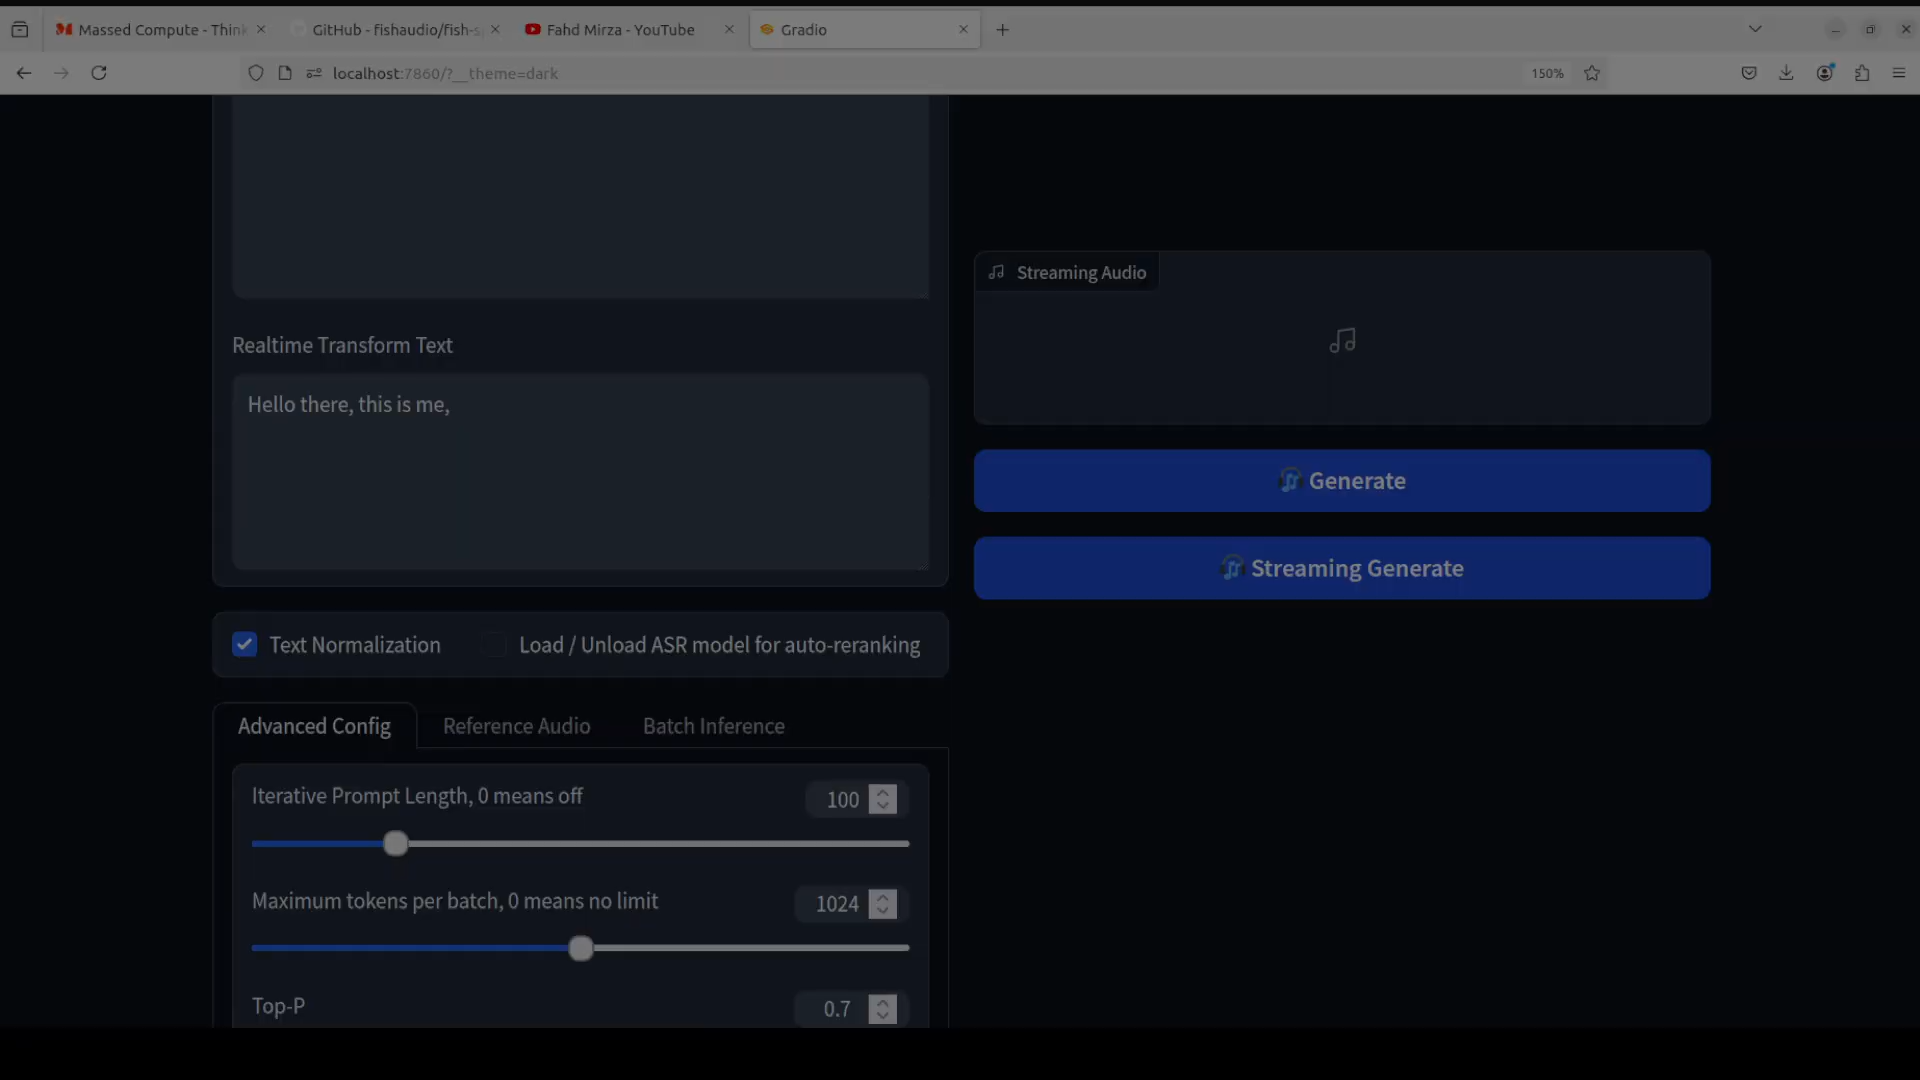 Massed Compute - Think
GitHub - fishaudio/fish-s
Fahd Mirza - YouTube
Gradio
localhost:7860/?__theme=dark
150%
Streaming Audio
Realtime Transform Text
Hello there, this is me,
Generate
Streaming Generate
Text Normalization
Load / Unload ASR model for auto-reranking
Advanced Config
Reference Audio
Batch Inference
Iterative Prompt Length, 0 means off
100
Maximum tokens per batch, 0 means no limit
1024
Top-P
0.7